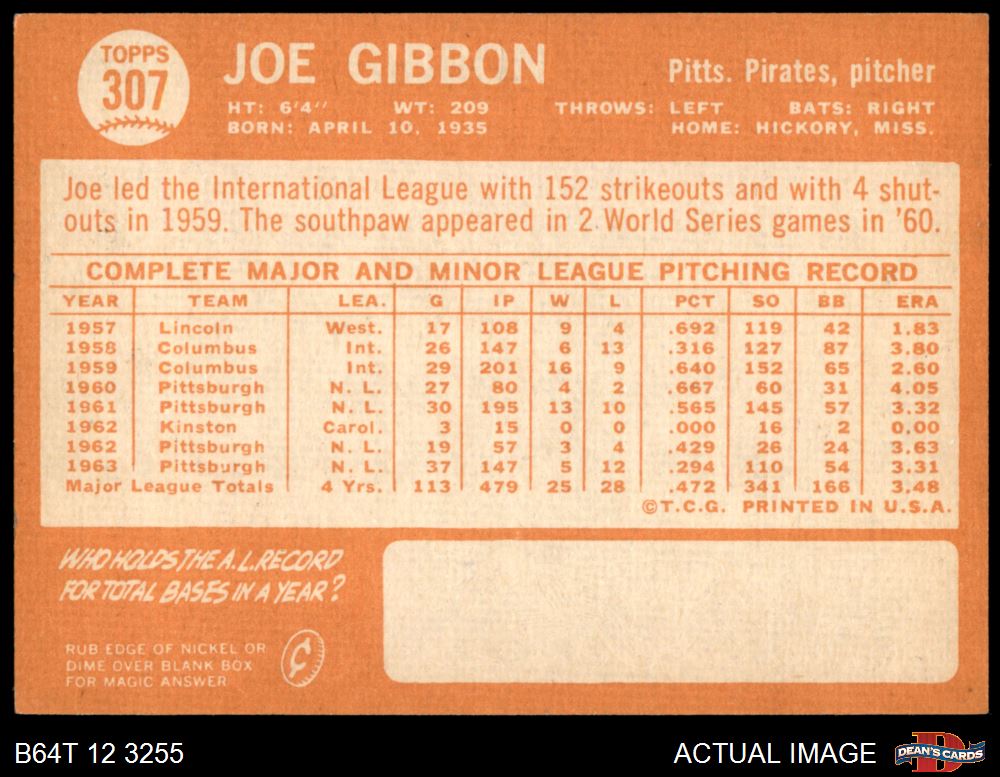 TOPPS
307
JOE GIBBON
Pitts. Pirates, pitcher
HT: 6'4" WT: 209 THROWS: LEFT BATS: RIGHT
BORN: APRIL 10, 1935 HOME: HICKORY, MISS.
Joe led the International League with 152 strikeouts and with 4 shut-
outs in 1959. The southpaw appeared in 2 World Series games in '60.
COMPLETE MAJOR AND MINOR LEAGUE PITCHING RECORD
YEAR TEAM LEA. G IP W L PCT SO BB ERA
1957 Lincoln West. 17 108 9 4 .692 119 42 1.83
1958 Columbus Int. 26 147 6 13 .316 127 87 3.80
1959 Columbus Int. 29 201 16 9 .640 152 65 2.60
1960 Pittsburgh N. L. 27 80 4 2 .667 60 31 4.05
1961 Pittsburgh N. L. 30 195 13 10 .565 145 57 3.32
1962 Kinston Carol. 3 15 0 0 .000 16 2 0.00
1962 Pittsburgh N. L. 19 57 3 4 .429 26 24 3.63
1963 Pittsburgh N. L. 37 147 5 12 .294 110 54 3.31
Major League Totals 4 Yrs. 113 479 25 28 .472 341 166 3.48
©T.C.G. PRINTED IN U.S.A.
WHO HOLDS THE A.L. RECORD
FOR TOTAL BASES IN A YEAR?
RUB EDGE OF NICKEL OR
DIME OVER BLANK BOX
FOR MAGIC ANSWER
¢
B64T 12 3255
ACTUAL IMAGE
D
DEAN'S CARDS